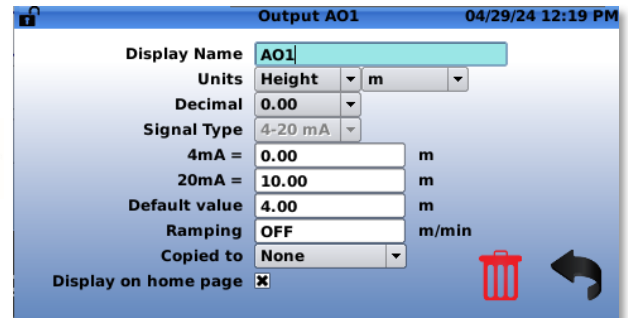 Output AO1 04/29/24 12:19 PM
Display Name AO1
Units Height m
Decimal 0.00
Signal Type 4-20 mA
4mA = 0.00 m
20mA = 10.00 m
Default value 4.00 m
Ramping OFF m/min
Copied to None
Display on home page